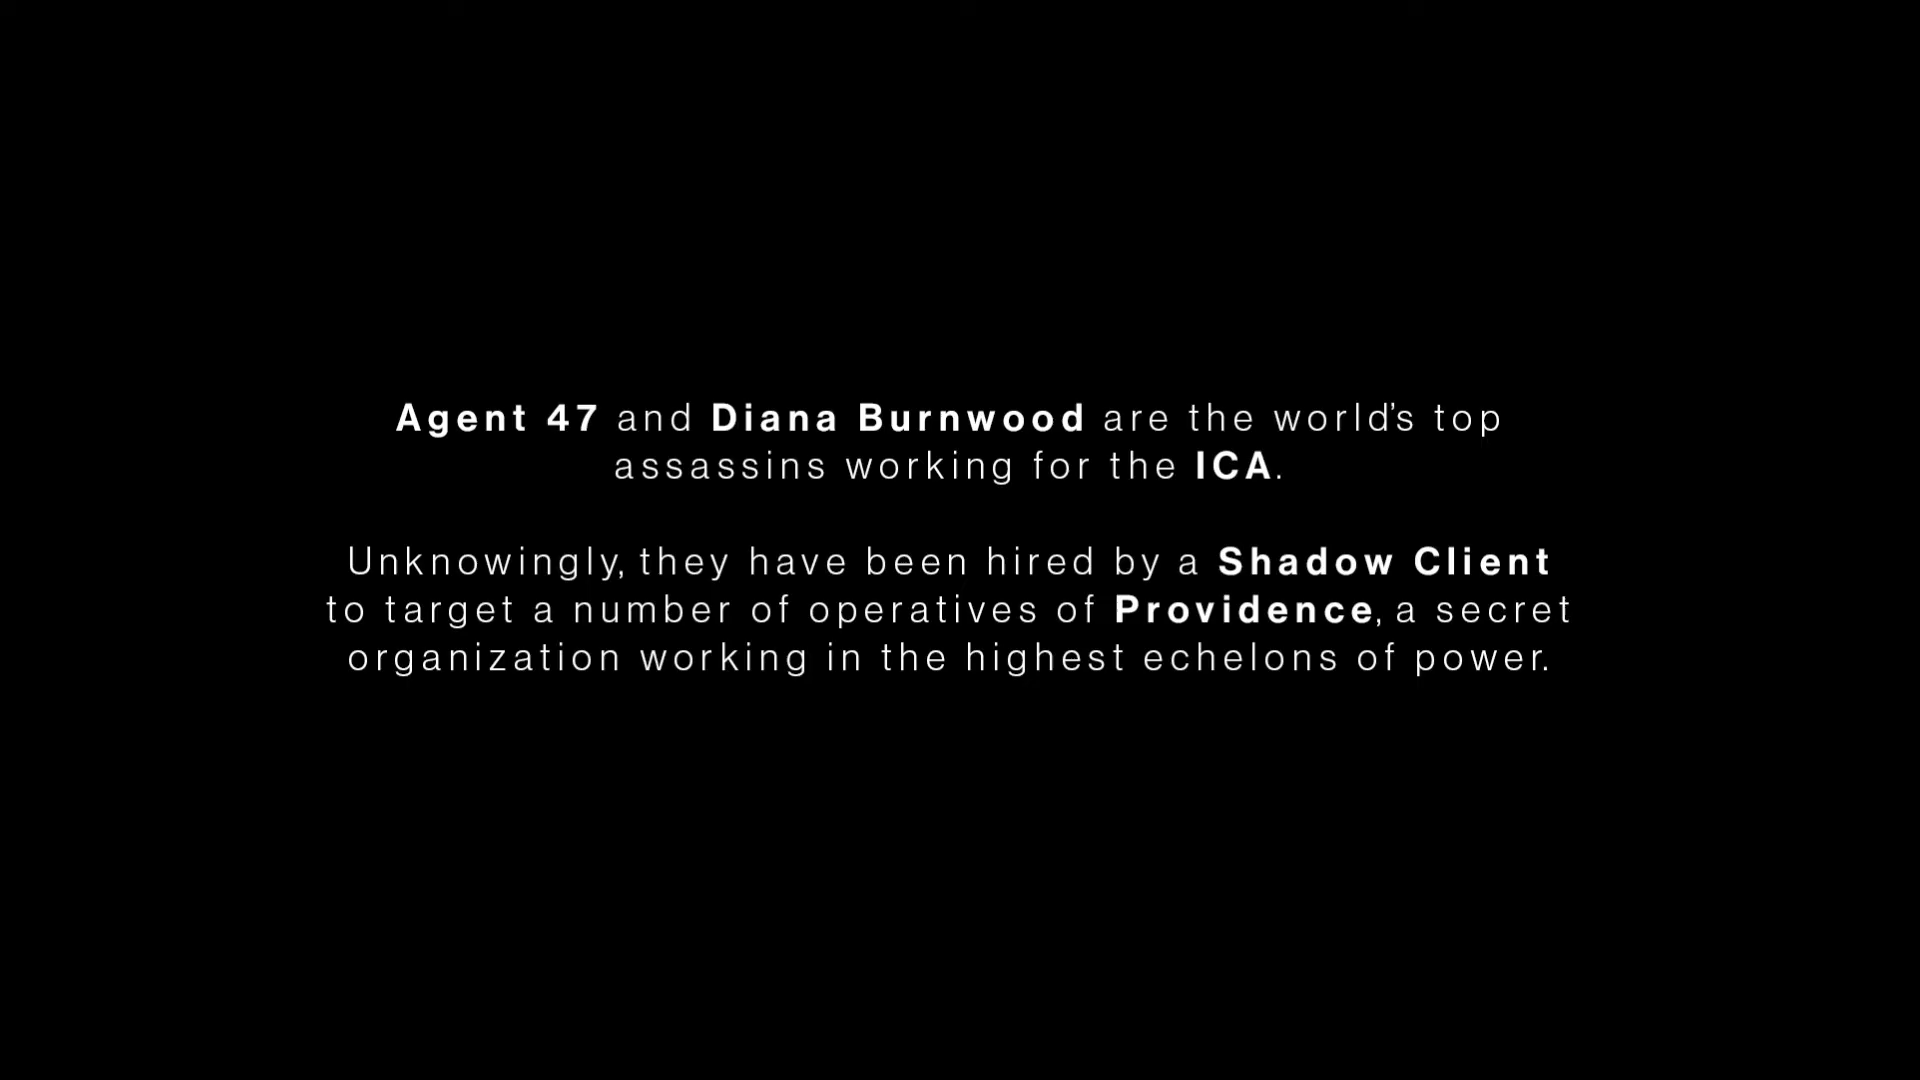 Agent 47 and Diana Burnwood are the world’s top
assassins working for the ICA.
Unknowingly, they have been hired by a Shadow Client
to target a number of operatives of Providence, a secret
organization working in the highest echelons of power.